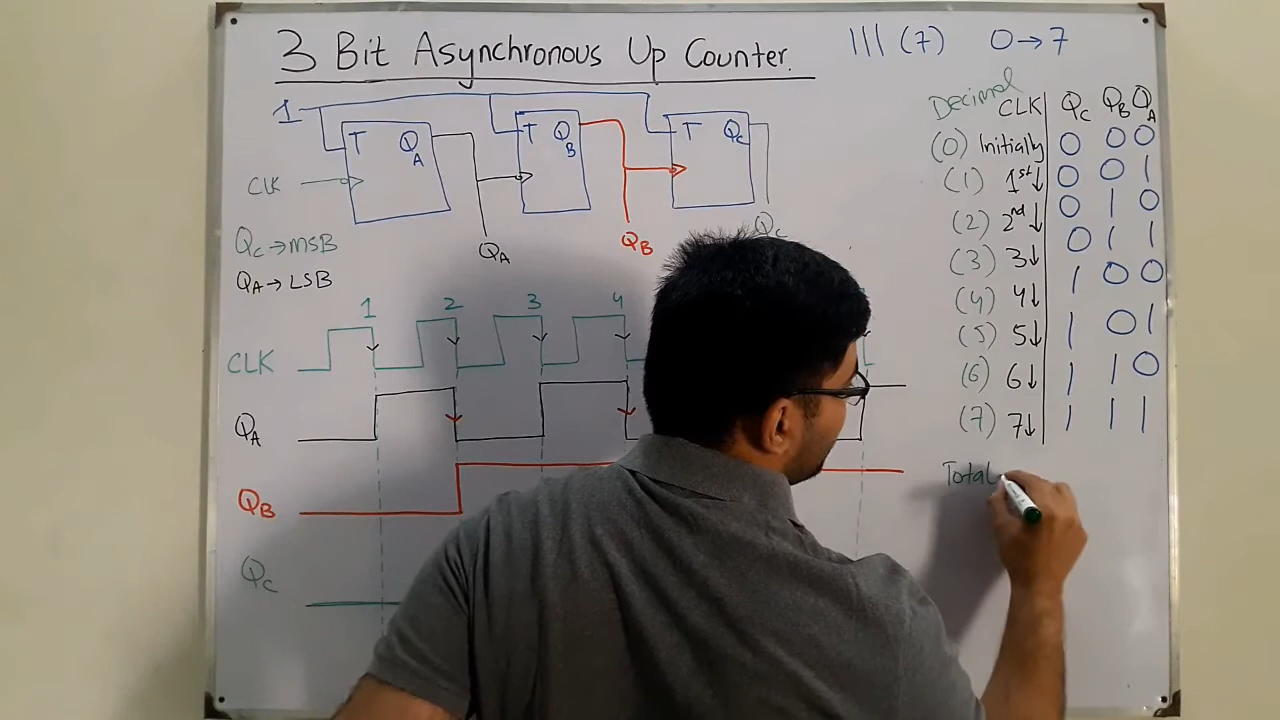 3 Bit Asynchronous Up Counter.
111 (7) 0→7
1
T QA
T QB
T QC
CLK
QA
QB
QC
QC→MSB
QA→LSB
1 2 3 4
CLK
QA
QB
QC
Decimal CLK QC QB QA
(0) Initially 0 0 0
(1) 1st↓ 0 0 1
(2) 2nd↓ 0 1 0
(3) 3↓ 0 1 1
(4) 4↓ 1 0 0
(5) 5↓ 1 0 1
(6) 6↓ 1 1 0
(7) 7↓ 1 1 1
Total